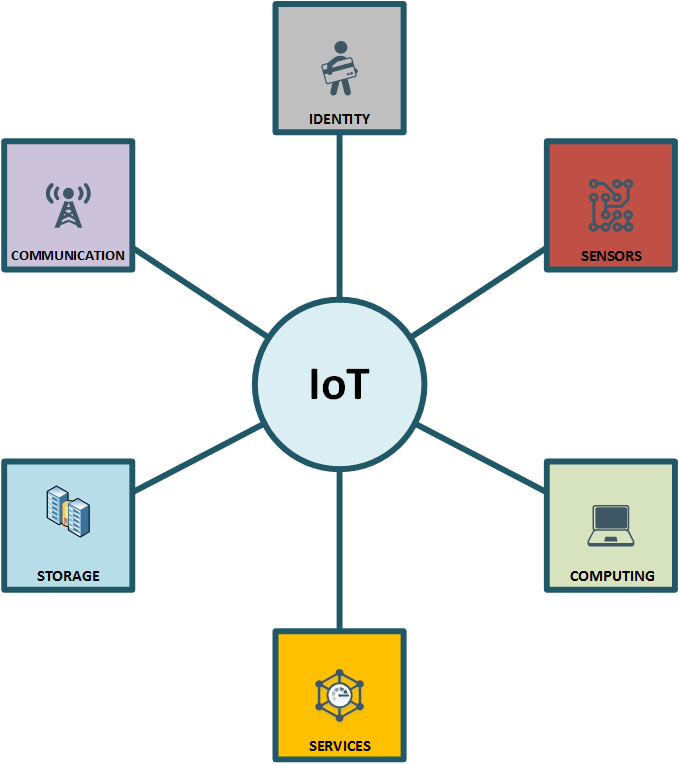 IDENTITY
COMMUNICATION
SENSORS
IoT
STORAGE
COMPUTING
SERVICES